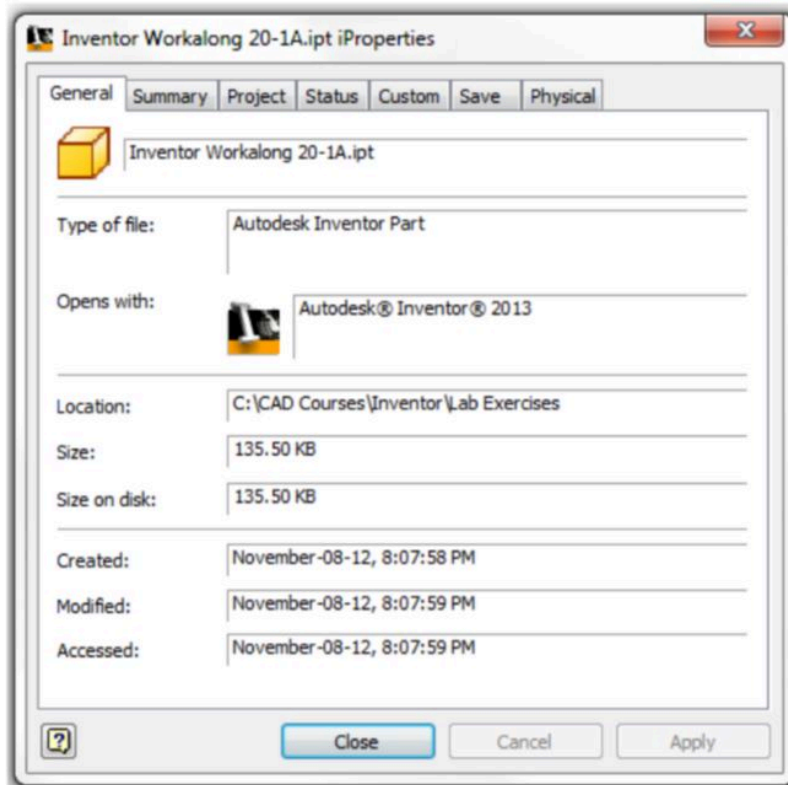 Inventor Workalong 20-1A.ipt iProperties
General Summary Project Status Custom Save Physical
Inventor Workalong 20-1A.ipt
Type of file: Autodesk Inventor Part
Opens with: Autodesk® Inventor® 2013
Location: C:\CAD Courses\Inventor\Lab Exercises
Size: 135.50 KB
Size on disk: 135.50 KB
Created: November-08-12, 8:07:58 PM
Modified: November-08-12, 8:07:59 PM
Accessed: November-08-12, 8:07:59 PM
Close Cancel Apply